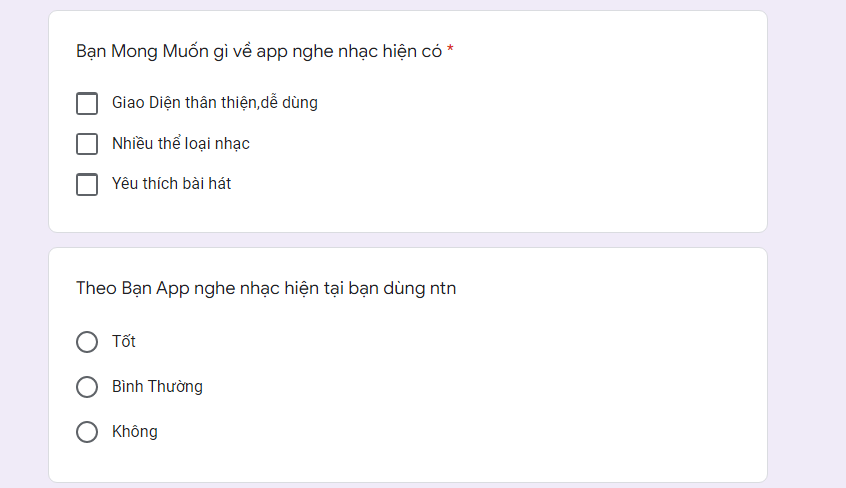 Bạn Mong Muốn gì về app nghe nhạc hiện có *
Giao Diện thân thiện,dễ dùng
Nhiều thể loại nhạc
Yêu thích bài hát
Theo Bạn App nghe nhạc hiện tại bạn dùng ntn
Tốt
Bình Thường
Không